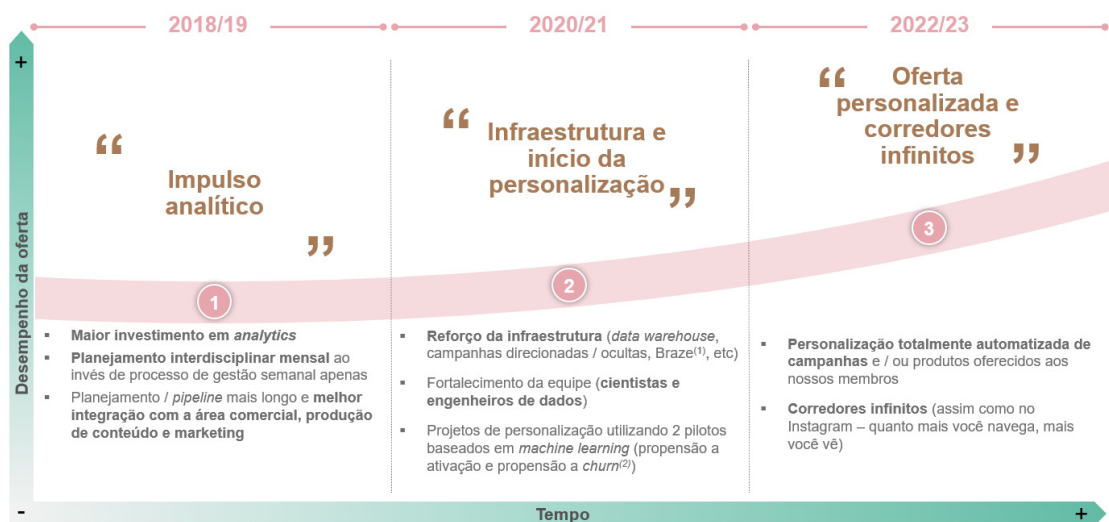 2018/19
2020/21
2022/23
+
Desempenho da oferta
-
“
Impulso
analítico
”
1
▪ Maior investimento em analytics
▪ Planejamento interdisciplinar mensal ao
invés de processo de gestão semanal apenas
▪ Planejamento / pipeline mais longo e melhor
integração com a área comercial, produção
de conteúdo e marketing
“
Infraestrutura e
início da
personalização
”
2
▪ Reforço da infraestrutura (data warehouse,
campanhas direcionadas / ocultas, Braze(1), etc)
▪ Fortalecimento da equipe (cientistas e
engenheiros de dados)
▪ Projetos de personalização utilizando 2 pilotos
baseados em machine learning (propensão a
ativação e propensão a churn(2))
“
Oferta
personalizada e
corredores
infinitos
”
3
▪ Personalização totalmente automatizada de
campanhas e / ou produtos oferecidos aos
nossos membros
▪ Corredores infinitos (assim como no
Instagram – quanto mais você navega, mais
você vê)
Tempo
+